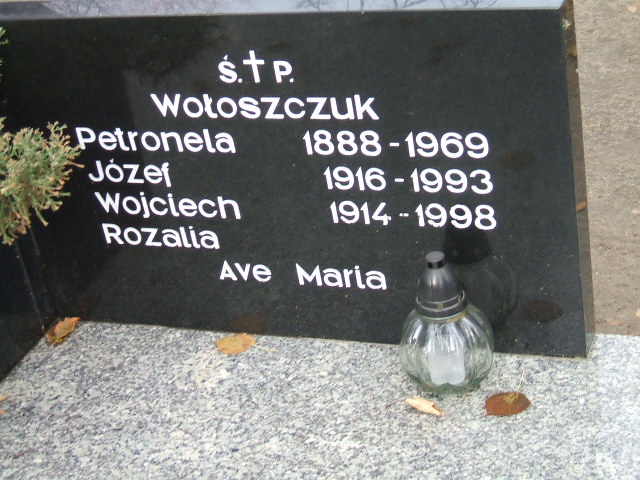 Ś.✝P.
Wołoszczuk
Petronela 1888-1969
Józef 1916-1993
Wojciech 1914-1998
Rozalia
Ave Maria